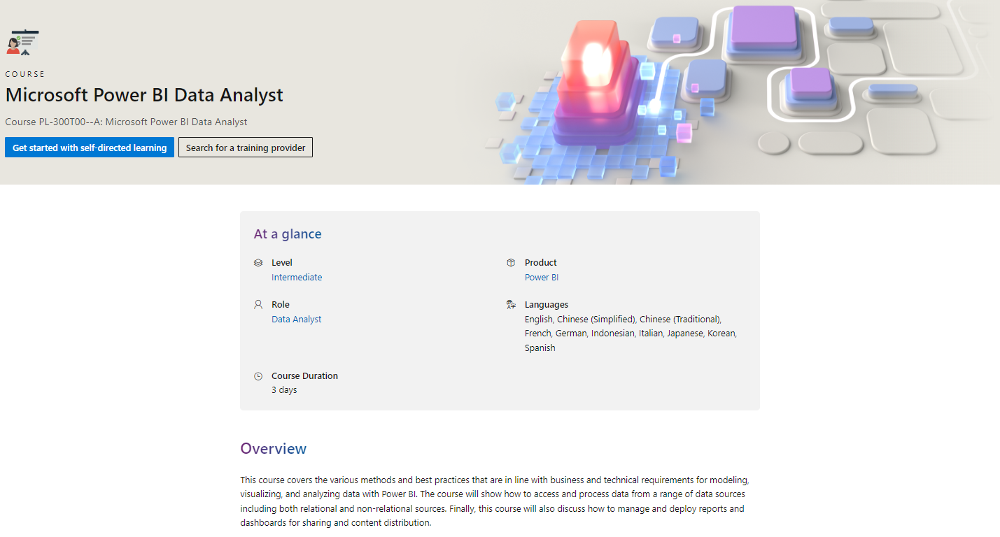 COURSE
Microsoft Power BI Data Analyst
Course PL-300T00--A: Microsoft Power BI Data Analyst
Get started with self-directed learning
Search for a training provider
At a glance
Level
Intermediate
Product
Power BI
Role
Data Analyst
Languages
English, Chinese (Simplified), Chinese (Traditional),
French, German, Indonesian, Italian, Japanese, Korean,
Spanish
Course Duration
3 days
Overview
This course covers the various methods and best practices that are in line with business and technical requirements for modeling,
visualizing, and analyzing data with Power BI. The course will show how to access and process data from a range of data sources
including both relational and non-relational sources. Finally, this course will also discuss how to manage and deploy reports and
dashboards for sharing and content distribution.